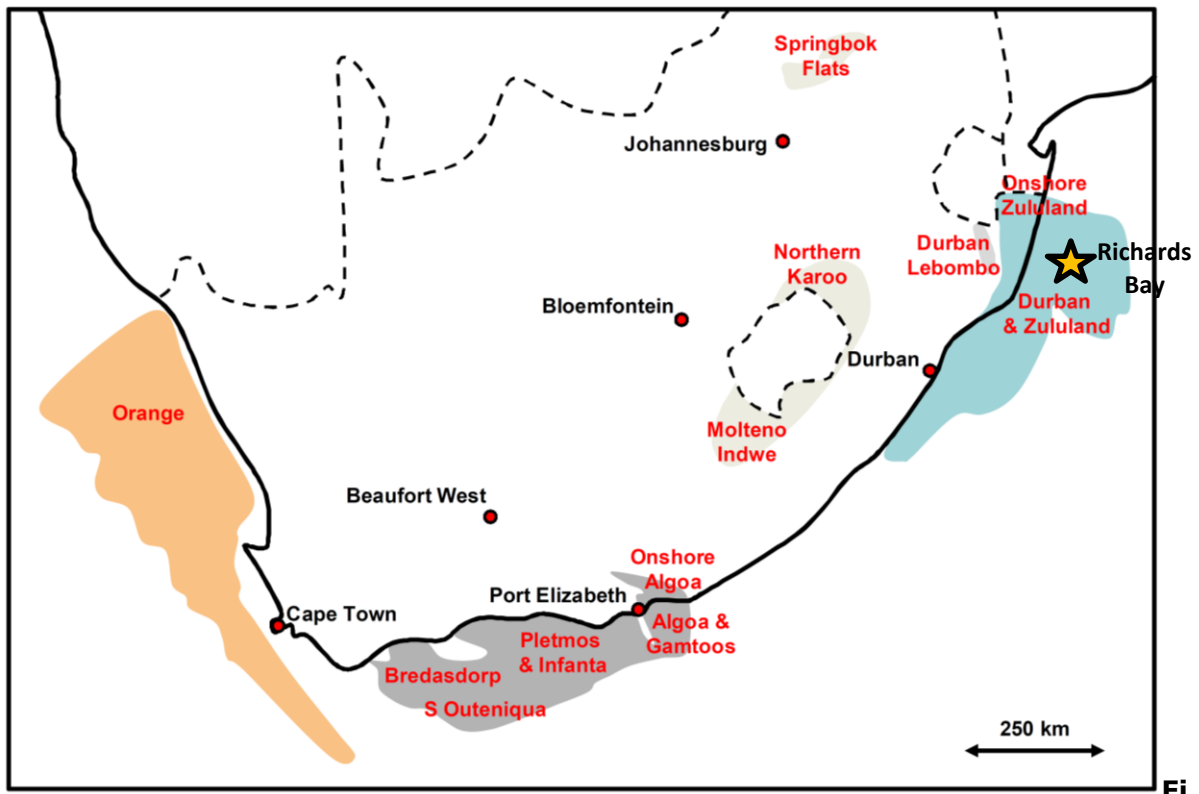 Springbok
Flats
Johannesburg
Onshore
Zululand
Durban
Lebombo
Richards
Bay
Northern
Karoo
Bloemfontein
Durban
& Zululand
Durban
Orange
Molteno
Indwe
Beaufort West
Onshore
Algoa
Port Elizabeth
Cape Town
Algoa &
Gamtoos
Pletmos
& Infanta
Bredasdorp
S Outeniqua
250 km
Fi